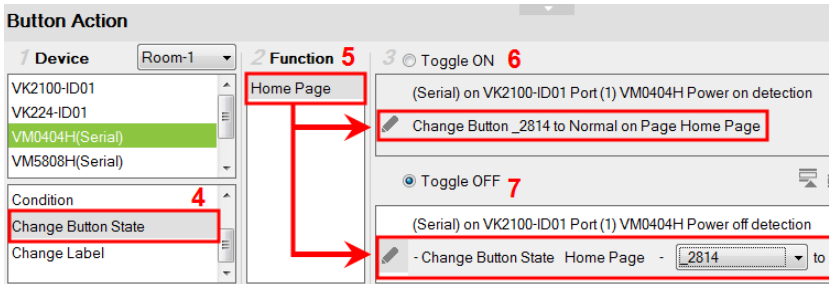 Button Action
1 Device Room-1
2 Function 5
3 Toggle ON 6
VK2100-ID01
VK224-ID01
VM0404H(Serial)
VM5808H(Serial)
Condition 4
Change Button State
Change Label
Home Page
(Serial) on VK2100-ID01 Port (1) VM0404H Power on detection
Change Button _2814 to Normal on Page Home Page
Toggle OFF 7
(Serial) on VK2100-ID01 Port (1) VM0404H Power off detection
- Change Button State Home Page - _2814 to